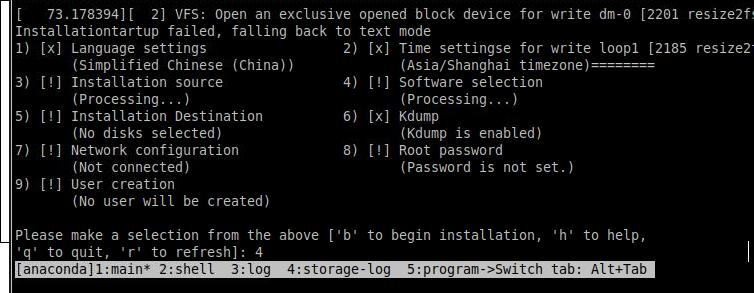 [   73.178394][  2] VFS: Open an exclusive opened block device for write dm-0 [2201 resize2fs
Installationtartup failed, falling back to text mode
1) [x] Language settings                 2) [x] Time settingse for write loop1 [2185 resize2f
       (Simplified Chinese (China))             (Asia/Shanghai timezone)========
3) [!] Installation source               4) [!] Software selection
       (Processing...)                          (Processing...)
5) [!] Installation Destination          6) [x] Kdump
       (No disks selected)                      (Kdump is enabled)
7) [!] Network configuration             8) [!] Root password
       (Not connected)                          (Password is not set.)
9) [!] User creation
       (No user will be created)
Please make a selection from the above ['b' to begin installation, 'h' to help,
'q' to quit, 'r' to refresh]: 4
[anaconda]1:main* 2:shell  3:log  4:storage-log  5:program->Switch tab: Alt+Tab